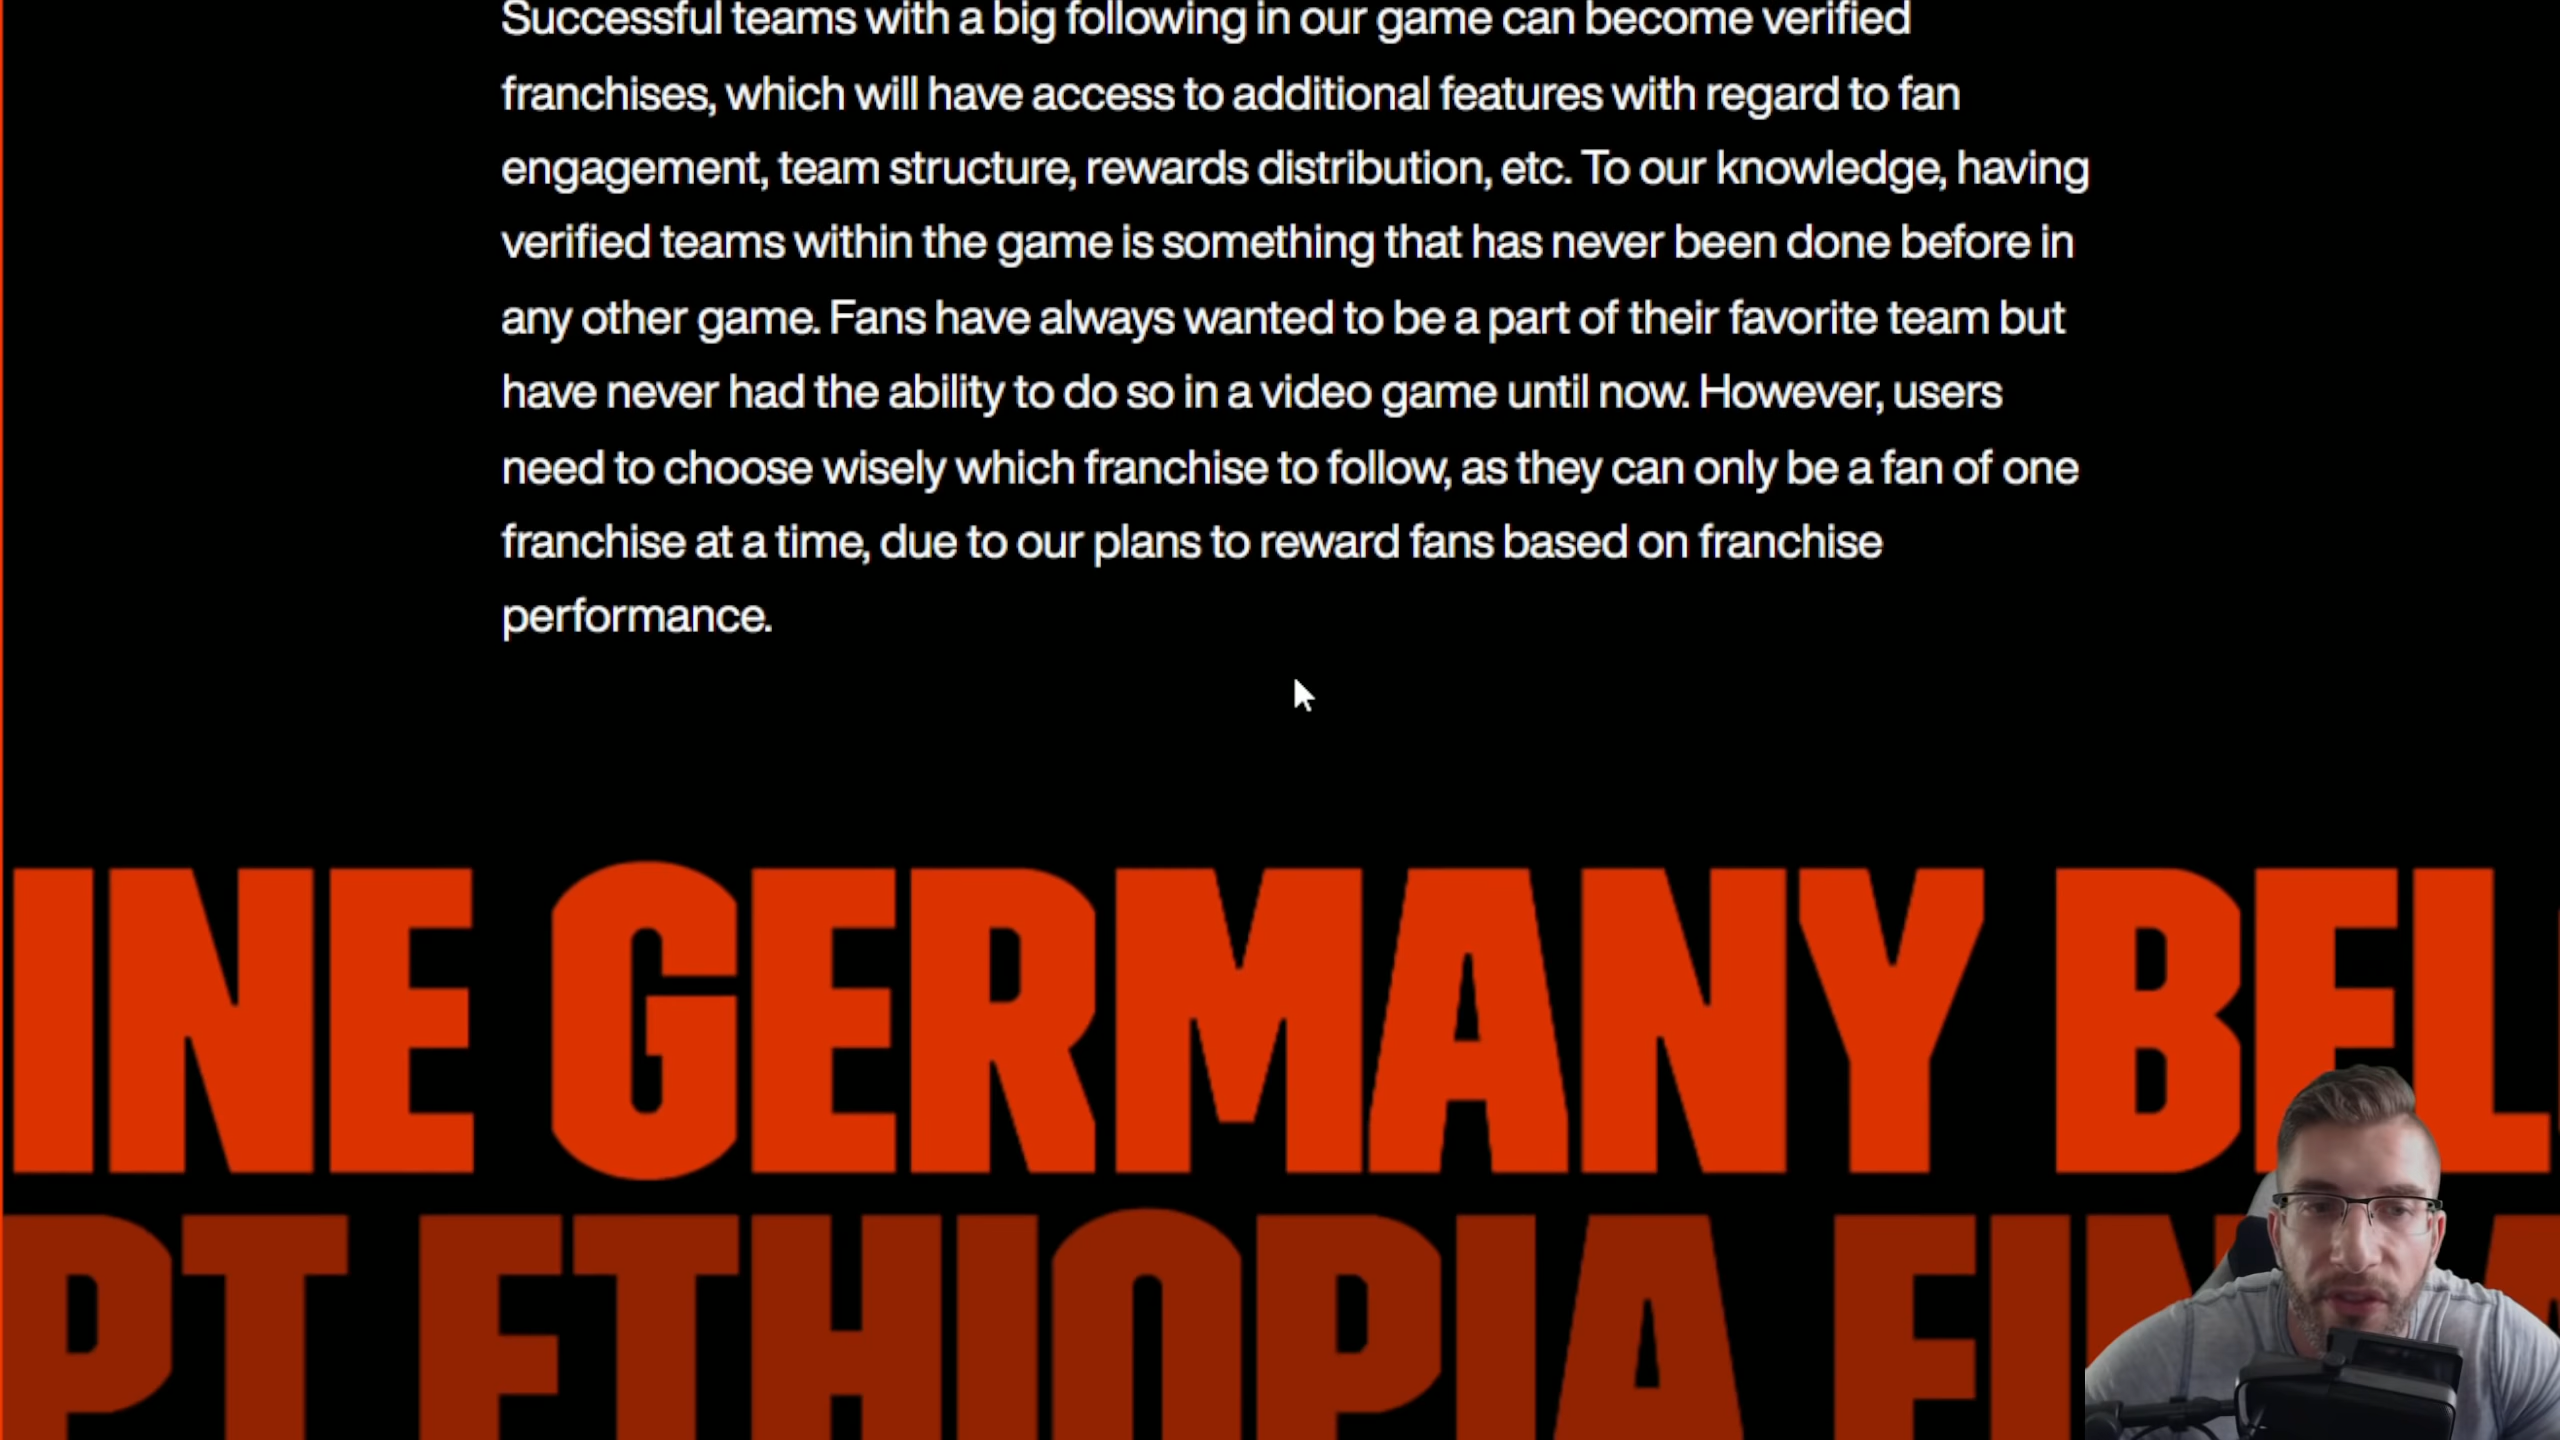 Successful teams with a big following in our game can become verified
franchises, which will have access to additional features with regard to fan
engagement, team structure, rewards distribution, etc. To our knowledge, having
verified teams within the game is something that has never been done before in
any other game. Fans have always wanted to be a part of their favorite team but
have never had the ability to do so in a video game until now. However, users
need to choose wisely which franchise to follow, as they can only be a fan of one
franchise at a time, due to our plans to reward fans based on franchise
performance.
INE GERMANY BEL
PT ETHIOPIA